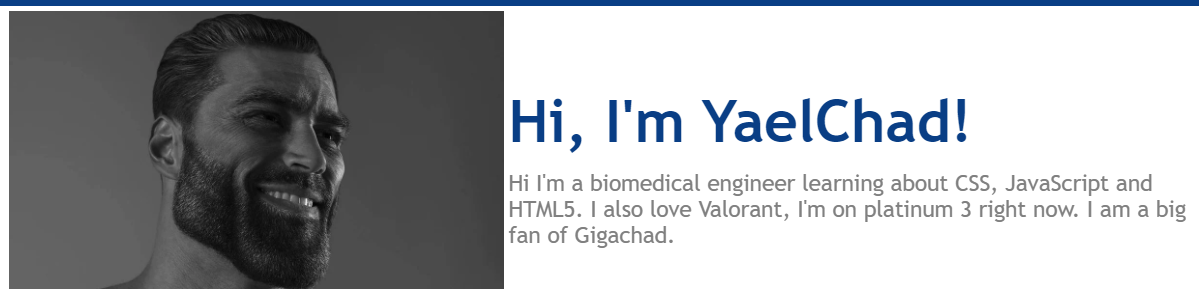 Hi, I'm YaelChad!
Hi I'm a biomedical engineer learning about CSS, JavaScript and
HTML5. I also love Valorant, I'm on platinum 3 right now. I am a big
fan of Gigachad.